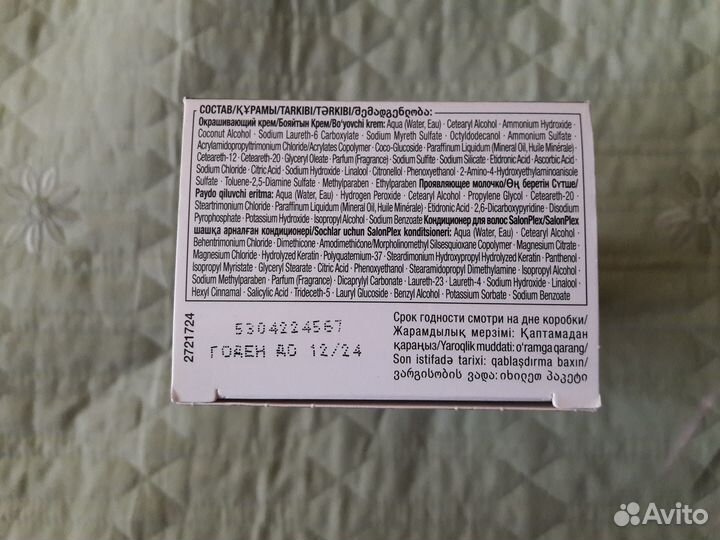 СОСТАВ/ҚҰРАМЫ/TARKIBI/TƏRKIBI/შემადგენლობა:
Окрашивающий крем/Бояйтын Крем/Bo'yovchi krem: Aqua (Water, Eau) · Cetearyl Alcohol · Ammonium Hydroxide
Coconut Alcohol · Sodium Laureth-6 Carboxylate · Sodium Myreth Sulfate · Octyldodecanol · Ammonium Sulfate ·
Acrylamidopropyltrimonium Chloride/Acrylates Copolymer · Coco-Glucoside · Paraffinum Liquidum (Mineral Oil, Huile Minérale)
Ceteareth-12 · Ceteareth-20 · Glyceryl Oleate · Parfum (Fragrance) · Sodium Sulfite · Sodium Silicate · Etidronic Acid · Ascorbic Acid ·
Sodium Chloride · Citric Acid · Sodium Hydroxide · Linalool · Citronellol · Phenoxyethanol · 2-Amino-4-Hydroxyethylaminoanisole
Sulfate · Toluene-2,5-Diamine Sulfate · Methylparaben · Ethylparaben Проявляющее молочко/Өң беретін Сүтше/
Paydo qiluvchi eritma: Aqua (Water, Eau) · Hydrogen Peroxide · Cetearyl Alcohol · Propylene Glycol · Ceteareth-20 ·
Steartrimonium Chloride · Paraffinum Liquidum (Mineral Oil, Huile Minérale) · Etidronic Acid · 2,6-Dicarboxypyridine · Disodium
Pyrophosphate · Potassium Hydroxide · Isopropyl Alcohol · Sodium Benzoate Кондиционер для волос SalonPlex/SalonPlex
шашқа арналған кондиционері/Sochlar uchun SalonPlex konditsioneri: Aqua (Water, Eau) · Cetearyl Alcohol ·
Behentrimonium Chloride · Dimethicone · Amodimethicone/Morpholinomethyl Silsesquioxane Copolymer · Magnesium Citrate ·
Magnesium Chloride · Hydrolyzed Keratin · Polyquaternium-37 · Steardimonium Hydroxypropyl Hydrolyzed Keratin · Panthenol
Isopropyl Myristate · Glyceryl Stearate · Citric Acid · Phenoxyethanol · Stearamidopropyl Dimethylamine · Isopropyl Alcohol ·
Sodium Methylparaben · Parfum (Fragrance) · Dicaprylyl Carbonate · Laureth-23 · Laureth-4 · Sodium Hydroxide · Linalool ·
Hexyl Cinnamal · Salicylic Acid · Trideceth-5 · Lauryl Glucoside · Benzyl Alcohol · Potassium Sorbate · Sodium Benzoate
2721724
5304224567
ГОДЕН ДО 12/24
Срок годности смотри на дне коробки/
Жарамдылық мерзімі: Қаптамадан
қараңыз/Yaroqlik muddati: o'ramga qarang/
Son istifadə tarixi: qablaşdırma baxın/
ვარგისობის ვადა: იხილეთ პაკეტი
Avito